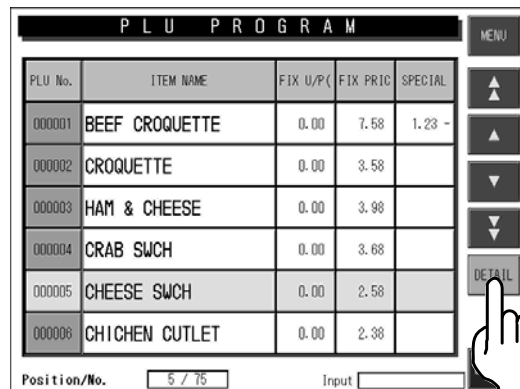 PLU PROGRAM
MENU
PLU No. ITEM NAME FIX U/P( FIX PRIC SPECIAL
000001 BEEF CROQUETTE 0.00 7.58 1.23 -
000002 CROQUETTE 0.00 3.58
000003 HAM & CHEESE 0.00 3.98
000004 CRAB SWCH 0.00 3.68
DETAIL
000005 CHEESE SWCH 0.00 2.58
000006 CHICHEN CUTLET 0.00 2.38
Position/No. 5 / 75 Input